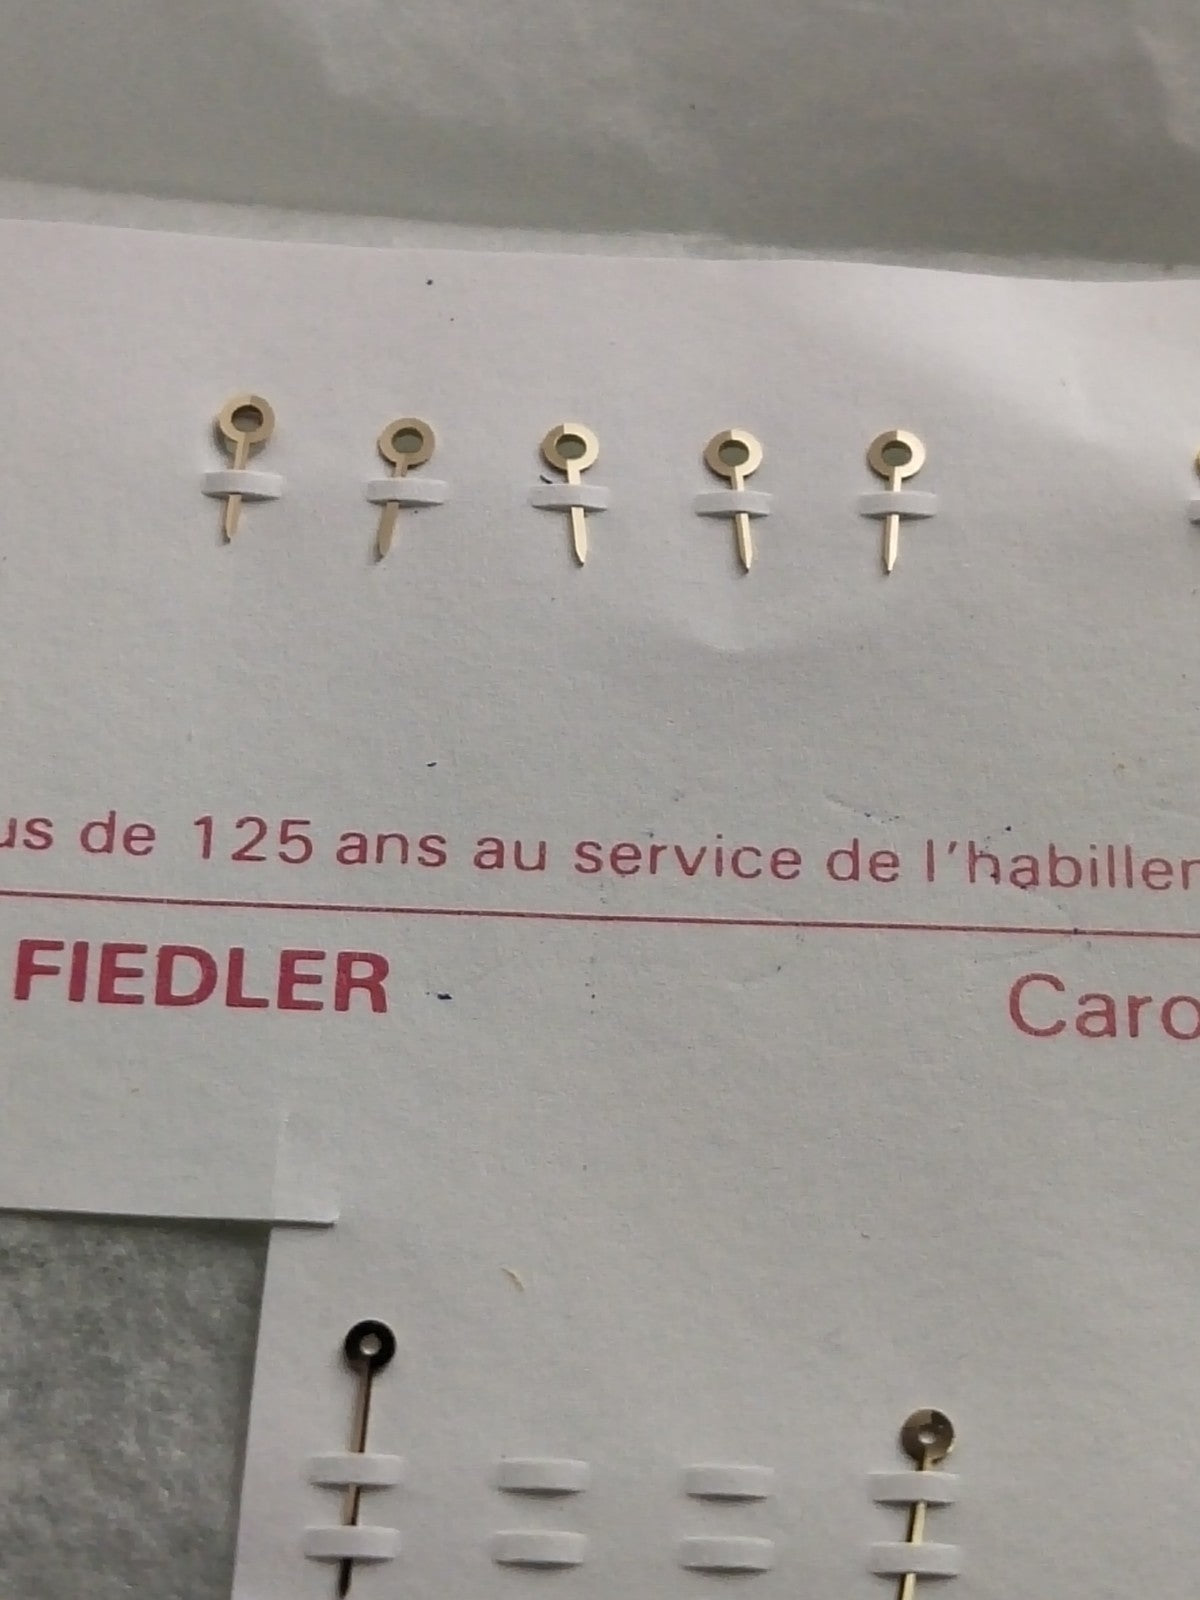 us de 125 ans au service de l'habiller
FIEDLER
Caro